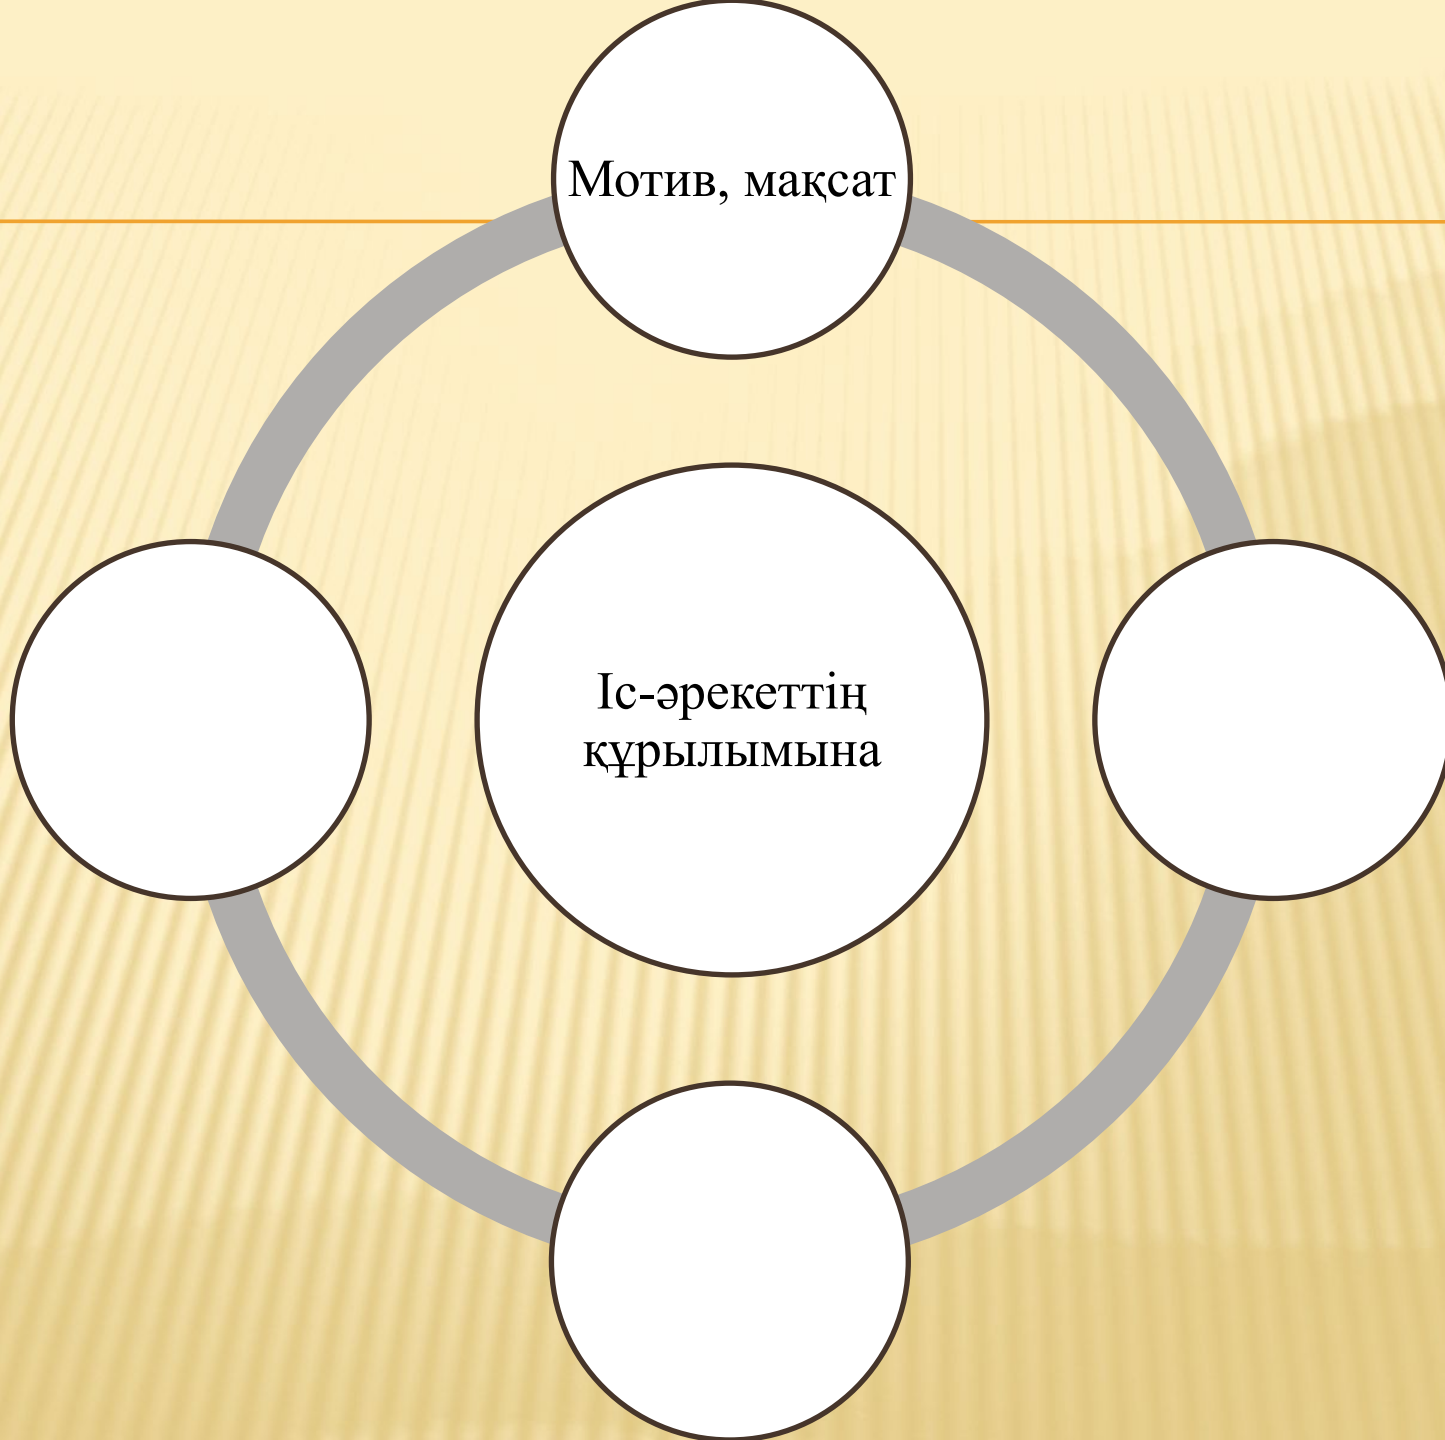 Мотив, мақсат
Іс-әрекеттің
құрылымына